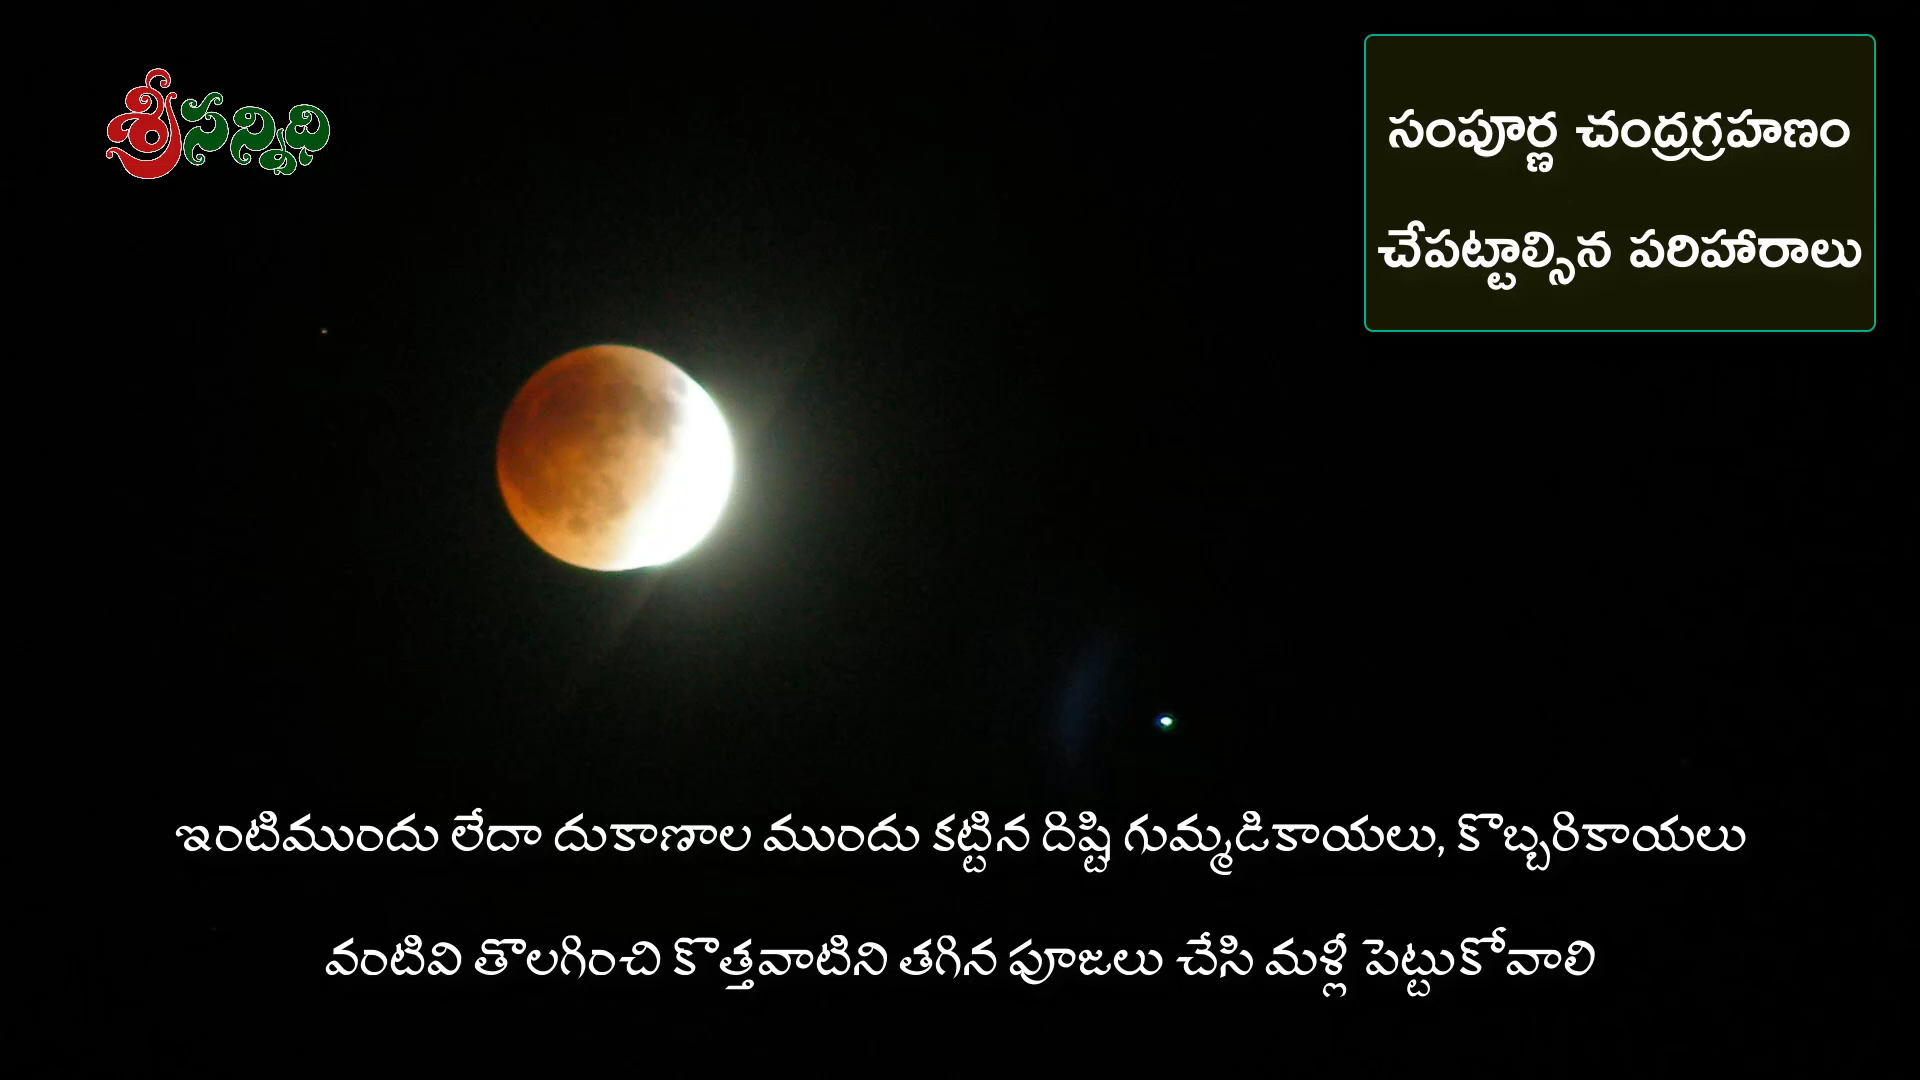 శ్రీసన్నిధి
సంపూర్ణ చంద్రగ్రహణం
చేపట్టాల్సిన పరిహారాలు
ఇంటిముందు లేదా దుకాణాల ముందు కట్టిన దిష్టి గుమ్మడికాయలు, కొబ్బరికాయలు
వంటివి తొలగించి కొత్తవాటిని తగిన పూజలు చేసి మళ్లీ పెట్టుకోవాలి